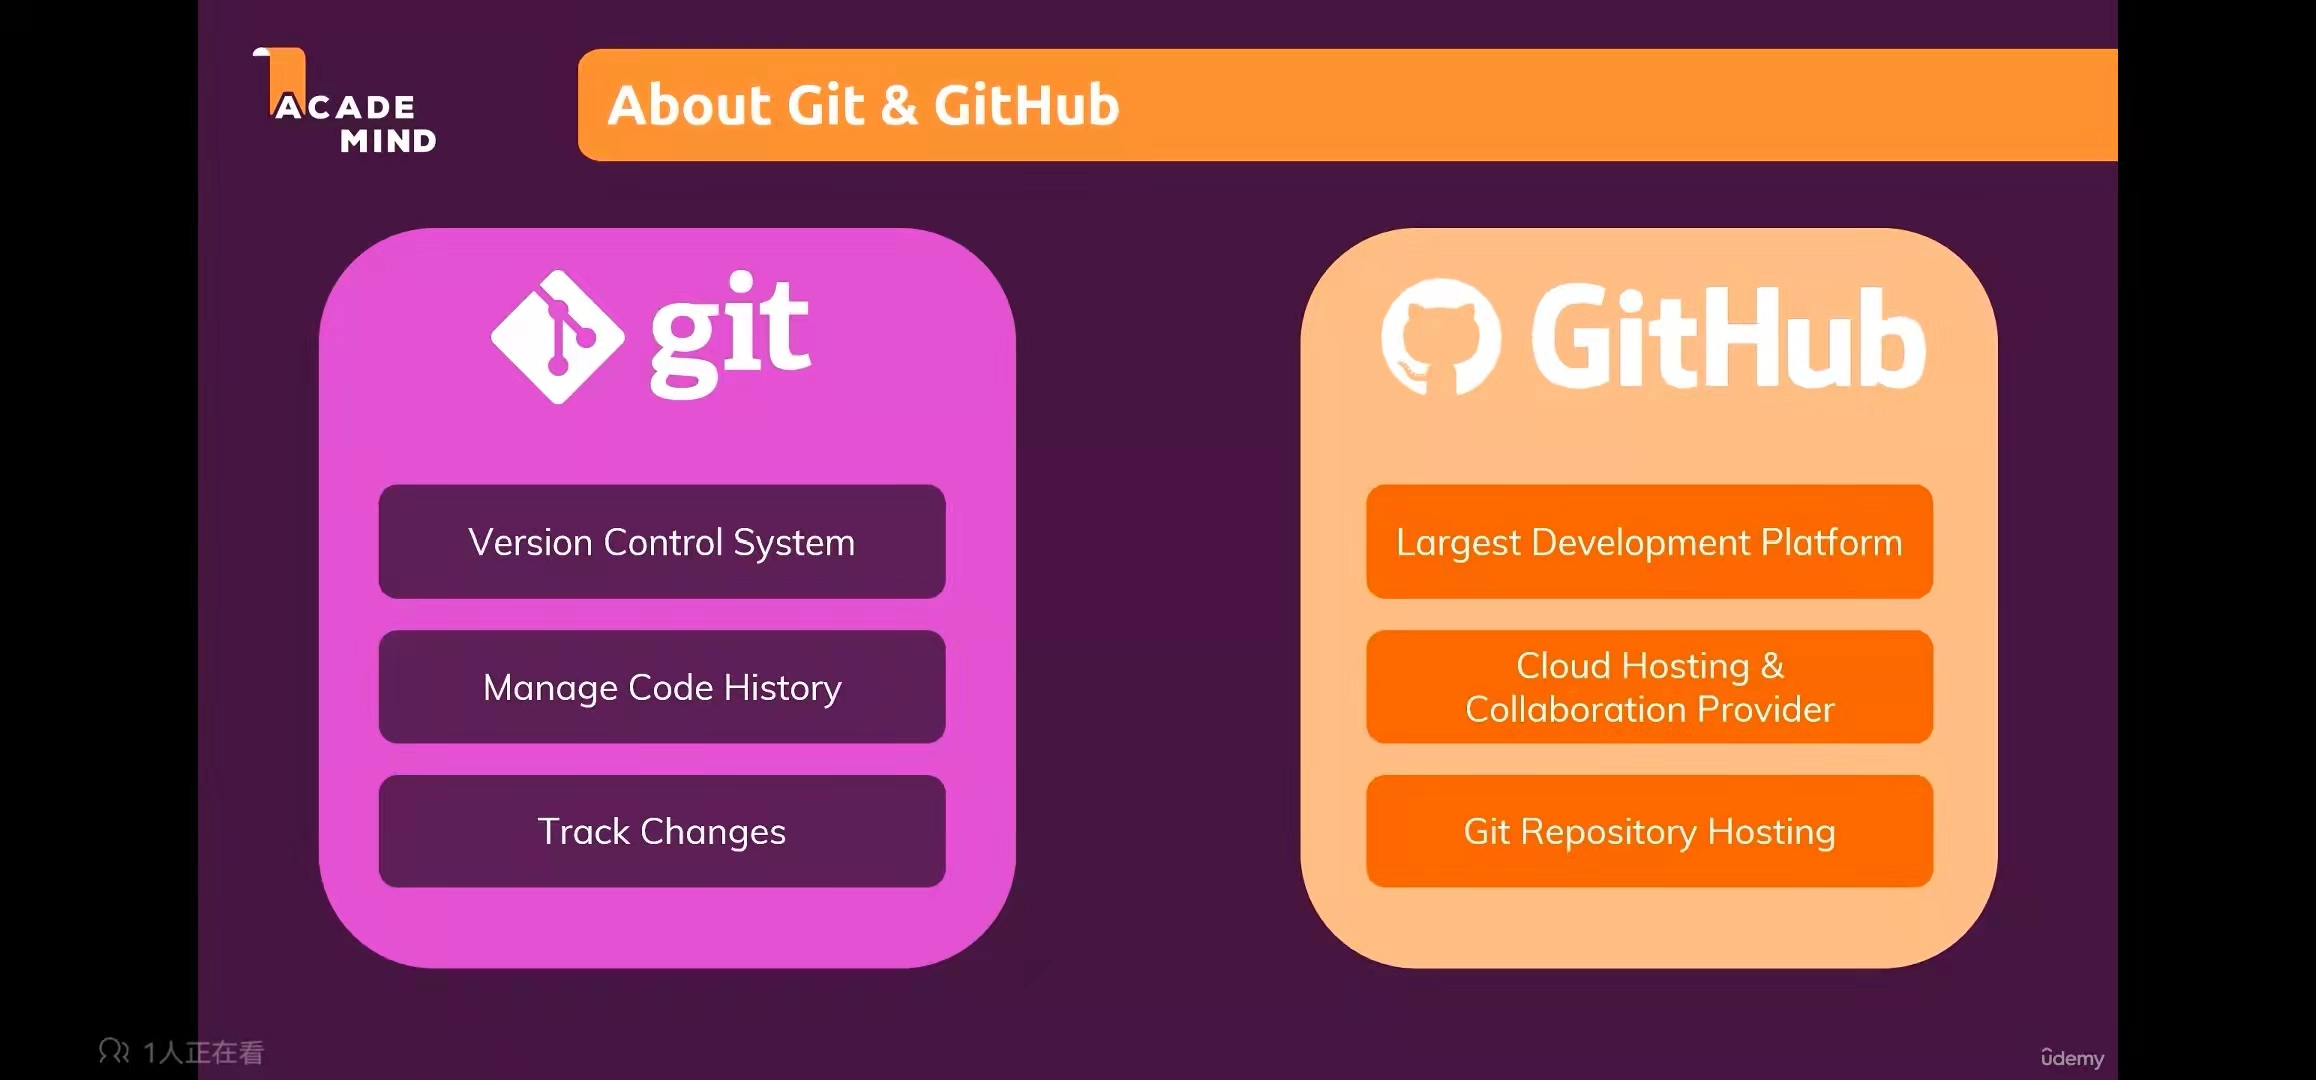 ACADE
MIND
About Git & GitHub
git
Version Control System
Manage Code History
Track Changes
GitHub
Largest Development Platform
Cloud Hosting &
Collaboration Provider
Git Repository Hosting
1人正在看
ûdemy